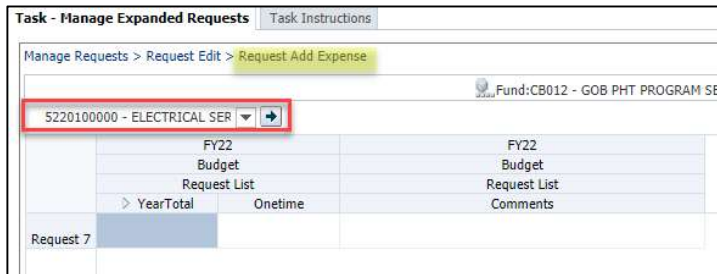 Task - Manage Expanded Requests Task Instructions
Manage Requests > Request Edit > Request Add Expense
Fund:CB012 - GOB PHT PROGRAM SE
5220100000 - ELECTRICAL SER
FY22 FY22
Budget Budget
Request List Request List
YearTotal Onetime Comments
Request 7